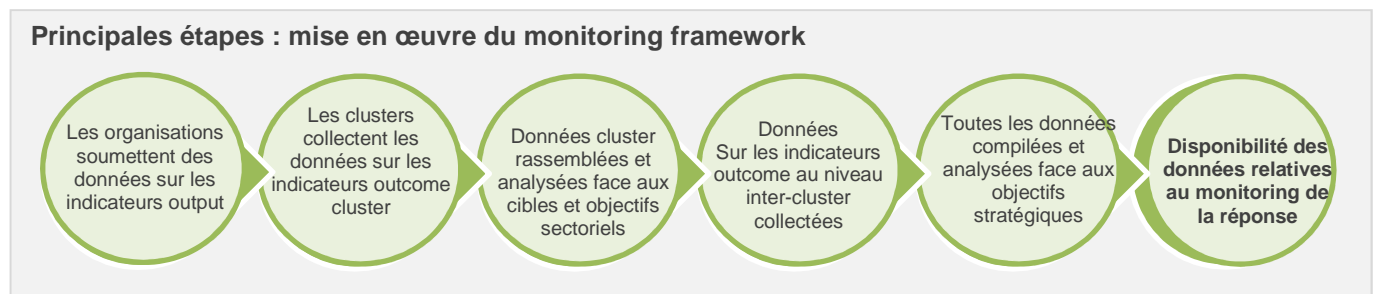 Principales étapes : mise en œuvre du monitoring framework
Les organisations
soumettent des
données sur les
indicateurs output
Les clusters
collectent les
données sur les
indicateurs outcome
cluster
Données cluster
rassemblées et
analysées face aux
cibles et objectifs
sectoriels
Données
Sur les indicateurs
outcome au niveau
inter-cluster
collectées
Toutes les données
compilées et
analysées face aux
objectifs
stratégiques
Disponibilité des
données relatives
au monitoring de
la réponse